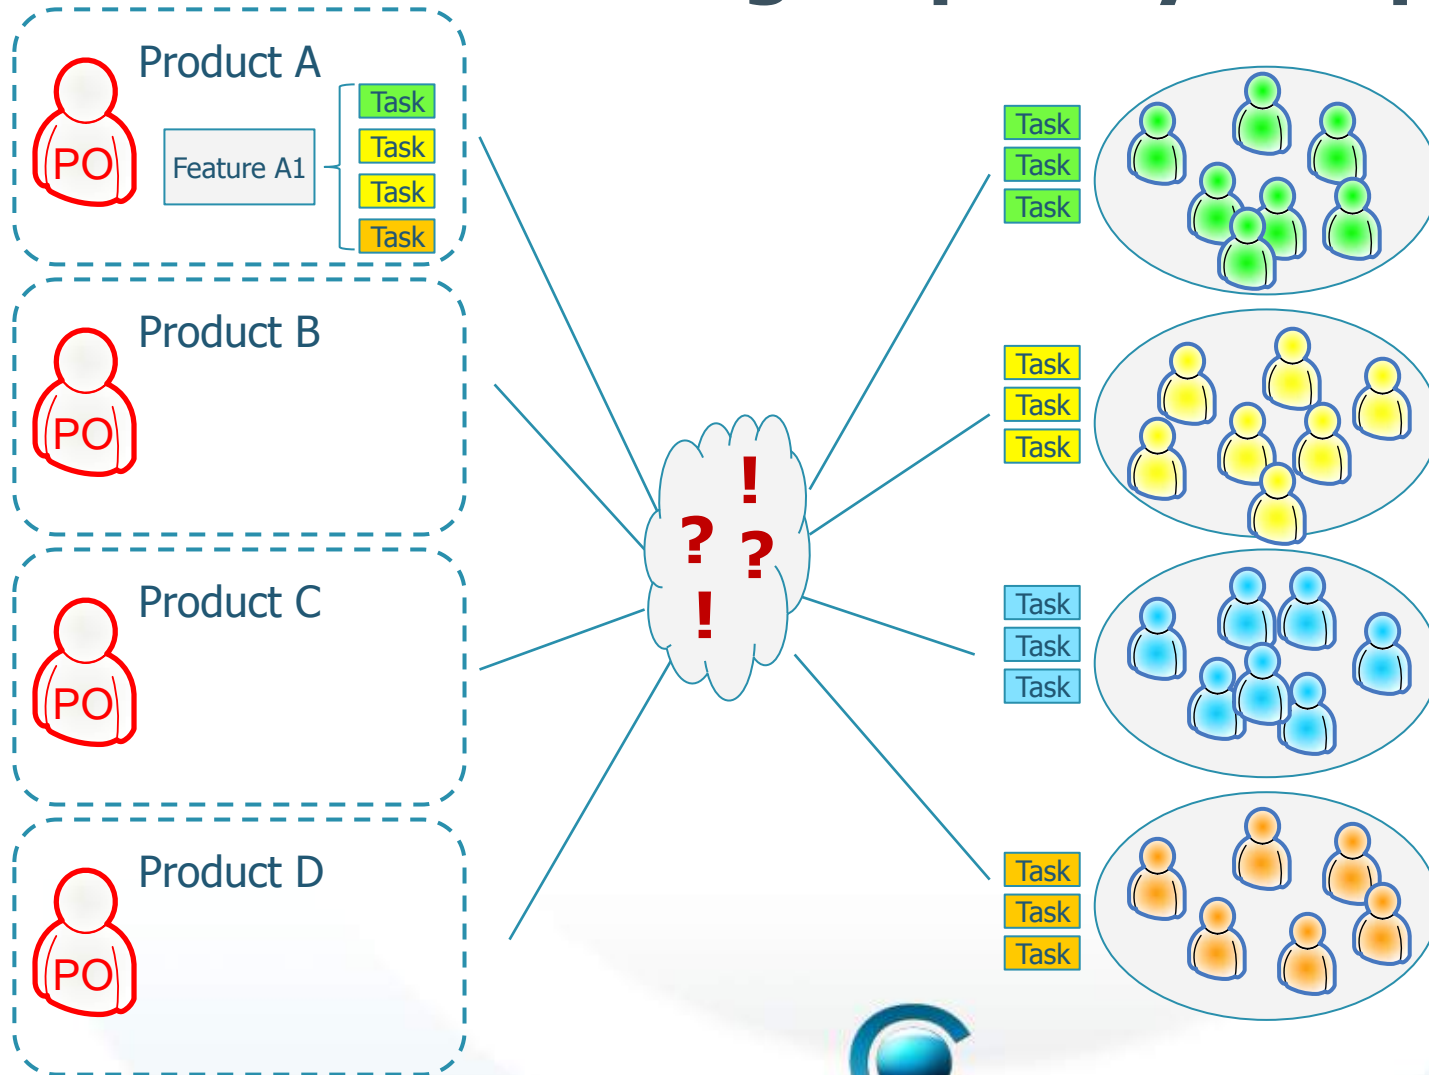 Product A
PO
Feature A1
Task
Task
Task
Task
Product B
PO
Product C
PO
Product D
PO
!
?
?
!
Task
Task
Task
Task
Task
Task
Task
Task
Task
Task
Task
Task